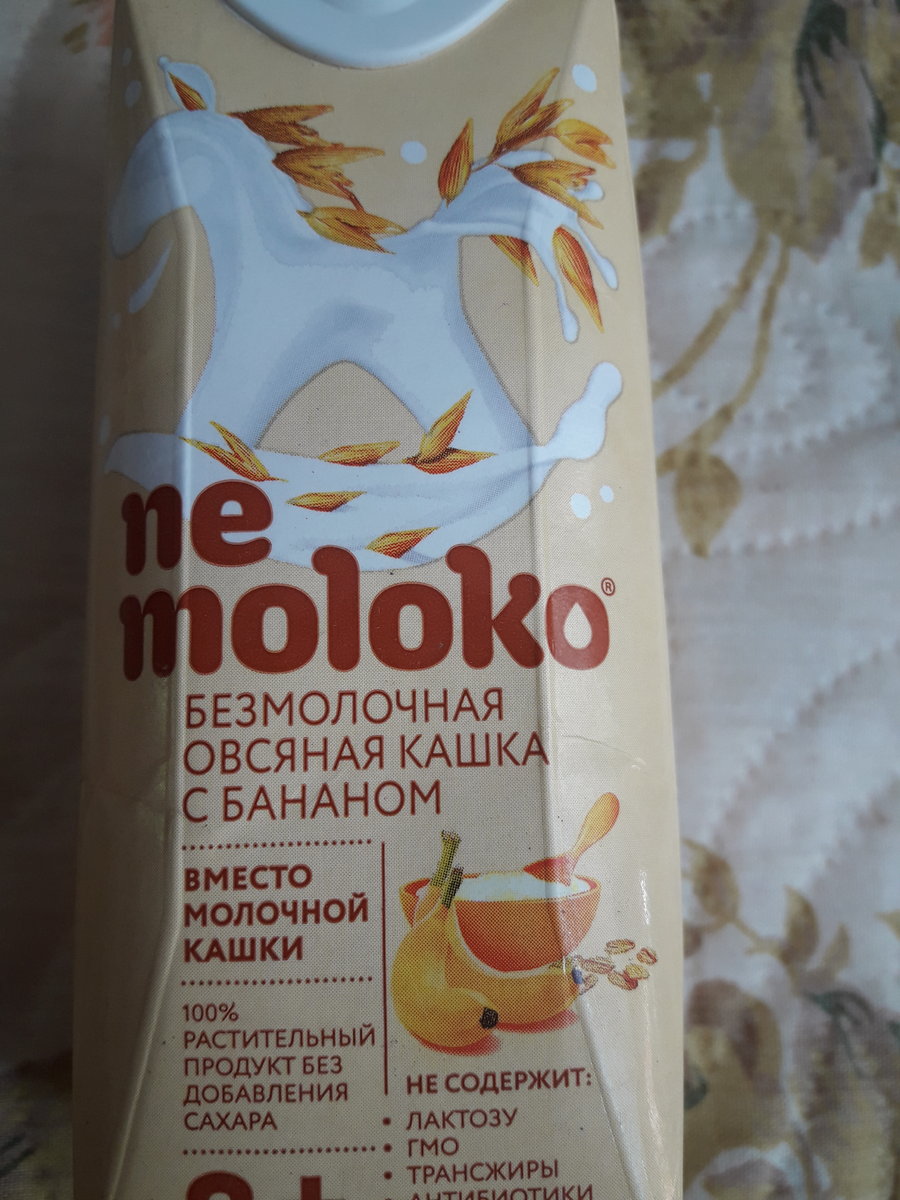 ne
moloko®
БЕЗМОЛОЧНАЯ
ОВСЯНАЯ КАШКА
С БАНАНОМ
ВМЕСТО
МОЛОЧНОЙ
КАШКИ
100%
РАСТИТЕЛЬНЫЙ
ПРОДУКТ БЕЗ
ДОБАВЛЕНИЯ
САХАРА
НЕ СОДЕРЖИТ:
• ЛАКТОЗУ
• ГМО
• ТРАНСЖИРЫ
• АНТИБИОТИКИ